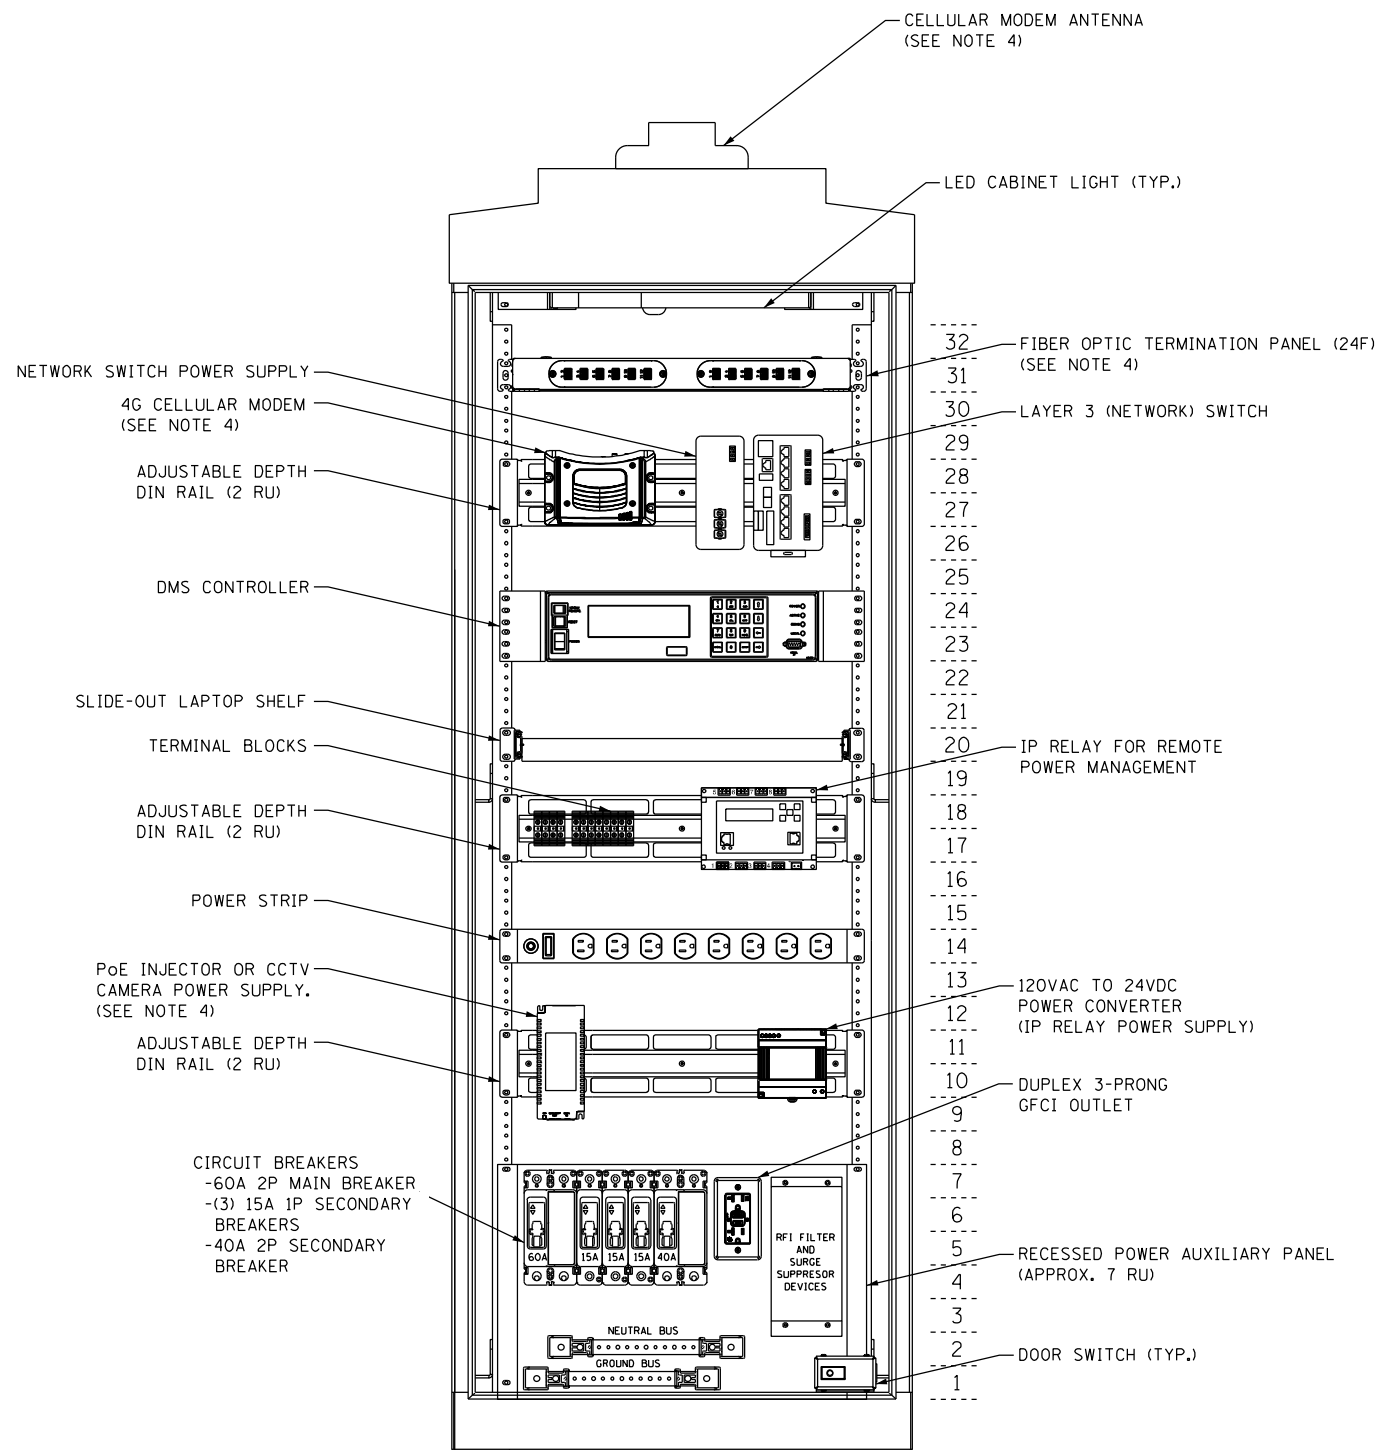 CELLULAR MODEM ANTENNA
(SEE NOTE 4)
LED CABINET LIGHT (TYP.)
32
FIBER OPTIC TERMINATION PANEL (24F)
(SEE NOTE 4)
31
NETWORK SWITCH POWER SUPPLY
4G CELLULAR MODEM
(SEE NOTE 4)
30
LAYER 3 (NETWORK) SWITCH
29
ADJUSTABLE DEPTH
DIN RAIL (2 RU)
28
27
26
25
DMS CONTROLLER
24
23
22
SLIDE-OUT LAPTOP SHELF
21
TERMINAL BLOCKS
20
IP RELAY FOR REMOTE
POWER MANAGEMENT
19
5 6 7 8
ADJUSTABLE DEPTH
DIN RAIL (2 RU)
18
17
1 2 3 4
16
POWER STRIP
15
14
PoE INJECTOR OR CCTV
CAMERA POWER SUPPLY.
(SEE NOTE 4)
13
120VAC TO 24VDC
POWER CONVERTER
(IP RELAY POWER SUPPLY)
12
ADJUSTABLE DEPTH
DIN RAIL (2 RU)
11
10
DUPLEX 3-PRONG
GFCI OUTLET
9
8
CIRCUIT BREAKERS
-60A 2P MAIN BREAKER
-(3) 15A 1P SECONDARY
BREAKERS
-40A 2P SECONDARY
BREAKER
7
6
60A 15A 15A 15A 40A
RFI FILTER
AND
SURGE
SUPPRESOR
DEVICES
5
RECESSED POWER AUXILIARY PANEL
(APPROX. 7 RU)
4
3
NEUTRAL BUS
2
DOOR SWITCH (TYP.)
GROUND BUS
1